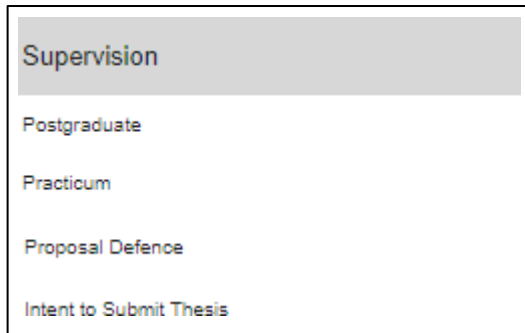 Supervision
Postgraduate
Practicum
Proposal Defence
Intent to Submit Thesis